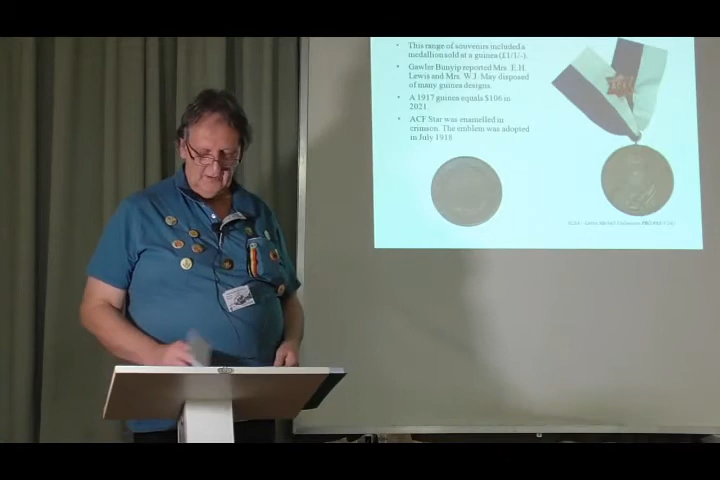 • This range of souvenirs included a
medallion sold at a guinea (£1/1/-).
• Gawler Bunyip reported Mrs. E.H.
Lewis and Mrs. W.J. May disposed
of many guinea designs.
• A 1917 guinea equals $106 in
2021.
• ACF Star was enamelled in
crimson. The emblem was adopted
in July 1918